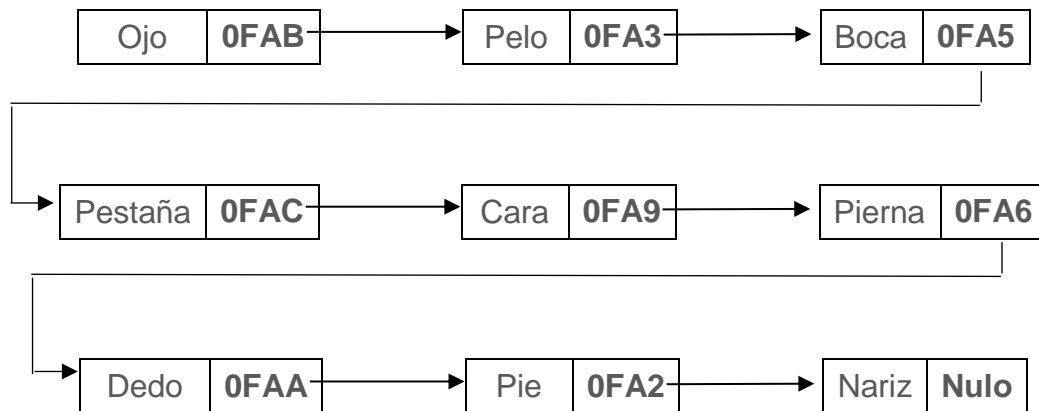 Ojo 0FAB Pelo 0FA3 Boca 0FA5
Pestaña 0FAC Cara 0FA9 Pierna 0FA6
Dedo 0FAA Pie 0FA2 Nariz Nulo